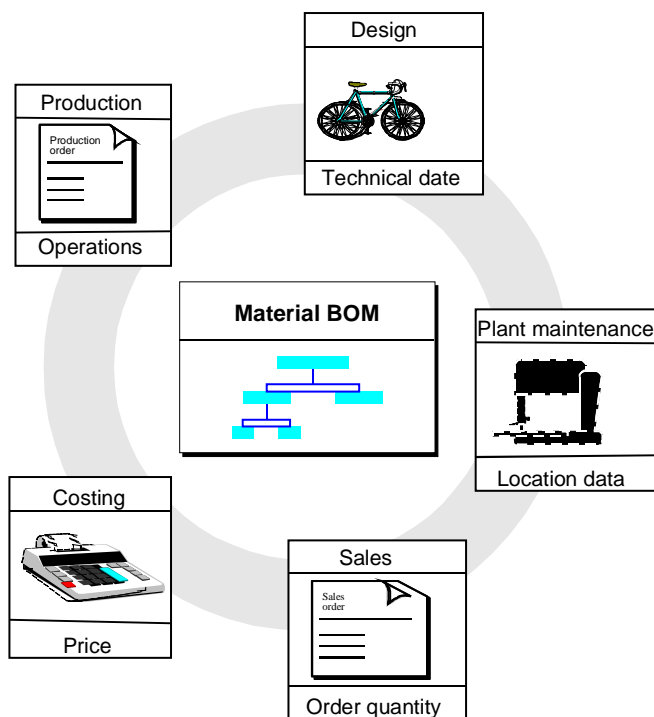 Design
Technical date
Production
Production
order
Operations
Material BOM
Plant maintenance
Location data
Costing
Price
Sales
Sales
order
Order quantity